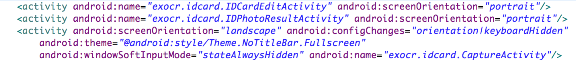 <activity android:name="exocr.idcard.IDCardEditActivity" android:screenOrientation="portrait"/>
<activity android:name="exocr.idcard.IDPhotoResultActivity" android:screenOrientation="portrait"/>
<activity android:screenOrientation="landscape" android:configChanges="orientation|keyboardHidden"
android:theme="@android:style/Theme.NoTitleBar.Fullscreen"
android:windowSoftInputMode="stateAlwaysHidden" android:name="exocr.idcard.CaptureActivity"/>